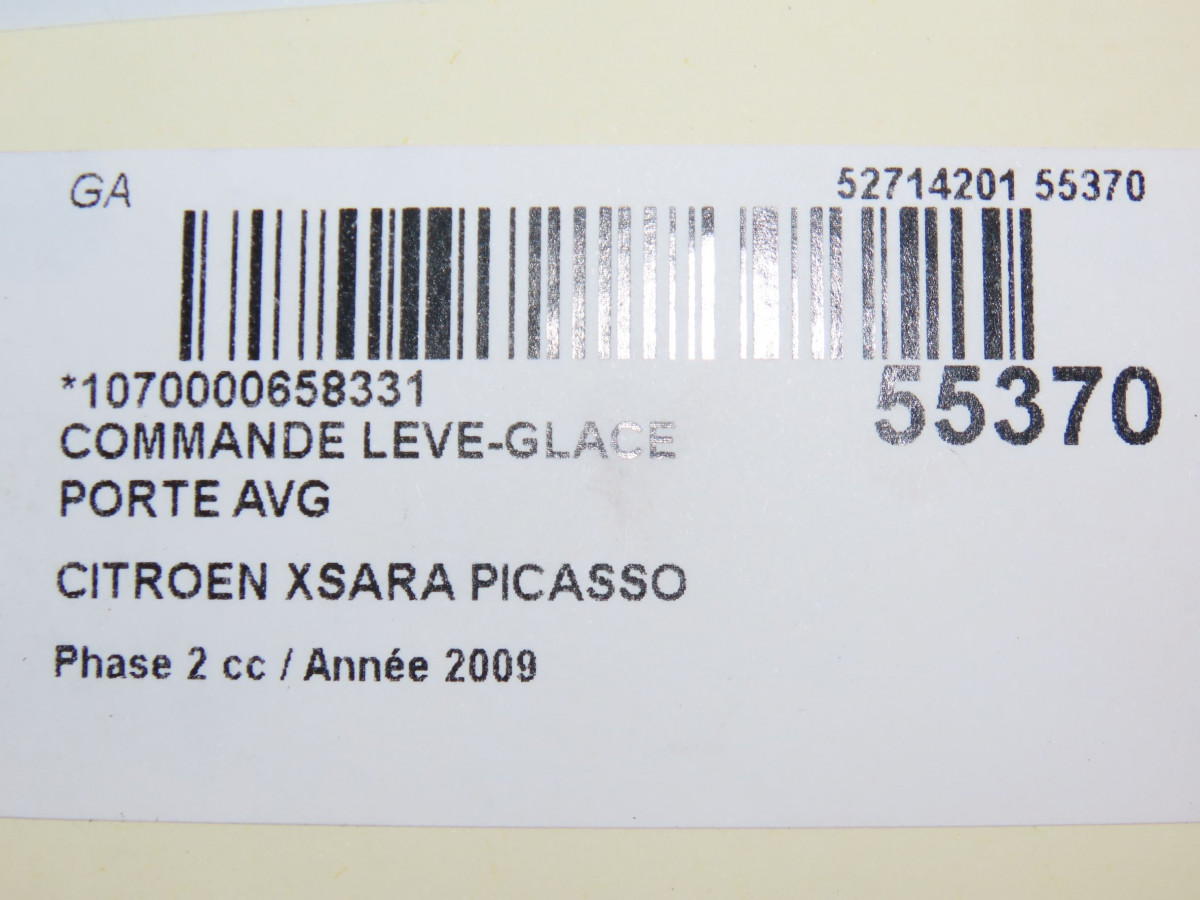 GA
52714201 55370
*1070000658331
55370
COMMANDE LEVE-GLACE
PORTE AVG
CITROEN XSARA PICASSO
Phase 2 cc / Année 2009